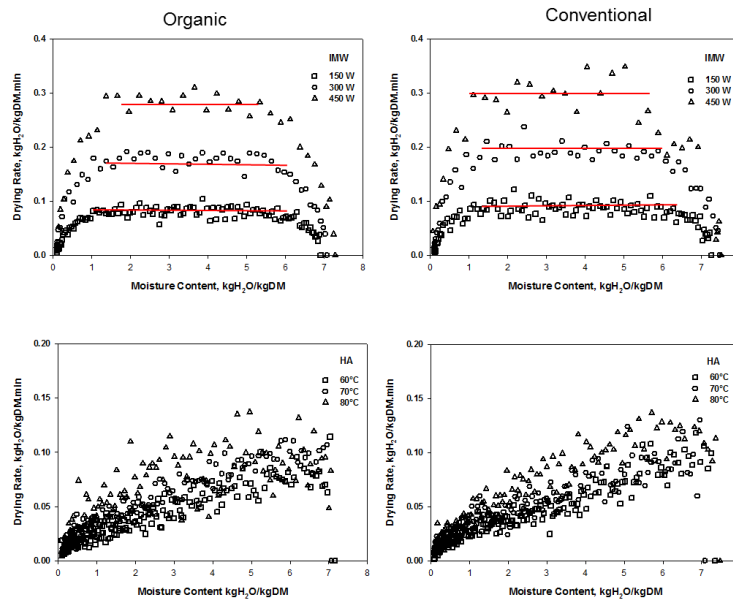 Organic
Conventional
0.4
0.3
0.2
0.1
0.0
Drying Rate, kgH₂O/kgDM.min
IMW
150 W
300 W
450 W
0 1 2 3 4 5 6 7 8
Moisture Content, kgH₂O/kgDM
0.4
0.3
0.2
0.1
0.0
Drying Rate, kgH₂O/kgDM.min
IMW
150 W
300 W
450 W
0 1 2 3 4 5 6 7
Moisture Content, kgH₂O/kgDM
0.20
0.15
0.10
0.05
0.00
Drying Rate, kgH₂O/kgDM.min
HA
60°C
70°C
80°C
0 1 2 3 4 5 6 7 8
Moisture Content kgH₂O/kgDM
0.20
0.15
0.10
0.05
0.00
Drying Rate, kgH₂O/kgDM.min
HA
60°C
70°C
80°C
0 1 2 3 4 5 6 7
Moisture Content kgH₂O/kgDM